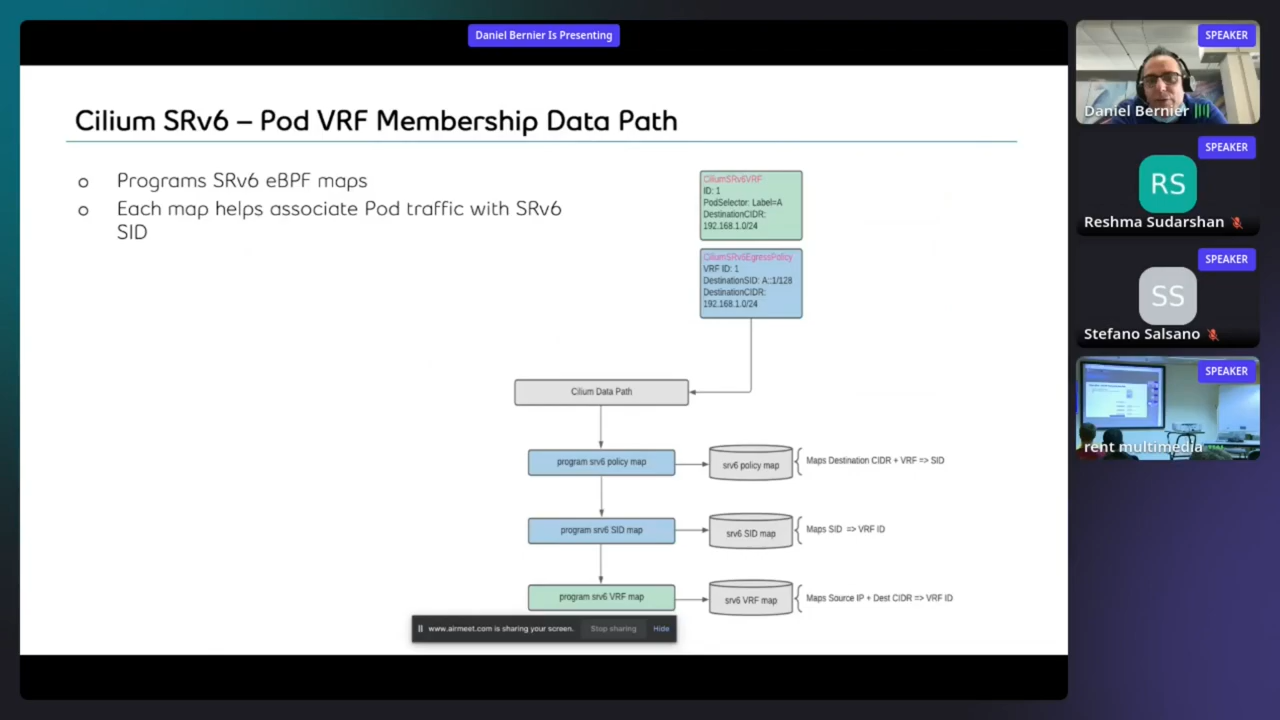 Daniel Bernier Is Presenting
Cilium SRv6 – Pod VRF Membership Data Path
o Programs SRv6 eBPF maps
o Each map helps associate Pod traffic with SRv6
SID
CiliumSRv6VRF
ID: 1
PodSelector: Label=A
DestinationCIDR:
192.168.1.0/24
CiliumSRv6EgressPolicy
VRF ID: 1
DestinationSID: A::1/128
DestinationCIDR:
192.168.1.0/24
Cilium Data Path
program srv6 policy map
srv6 policy map
Maps Destination CIDR + VRF => SID
program srv6 SID map
srv6 SID map
Maps SID => VRF ID
program srv6 VRF map
srv6 VRF map
Maps Source IP + Dest CIDR => VRF ID
www.airmeet.com is sharing your screen.
Stop sharing
Hide
SPEAKER
Daniel Bernier
SPEAKER
RS
Reshma Sudarshan
SPEAKER
SS
Stefano Salsano
SPEAKER
rent multimedia